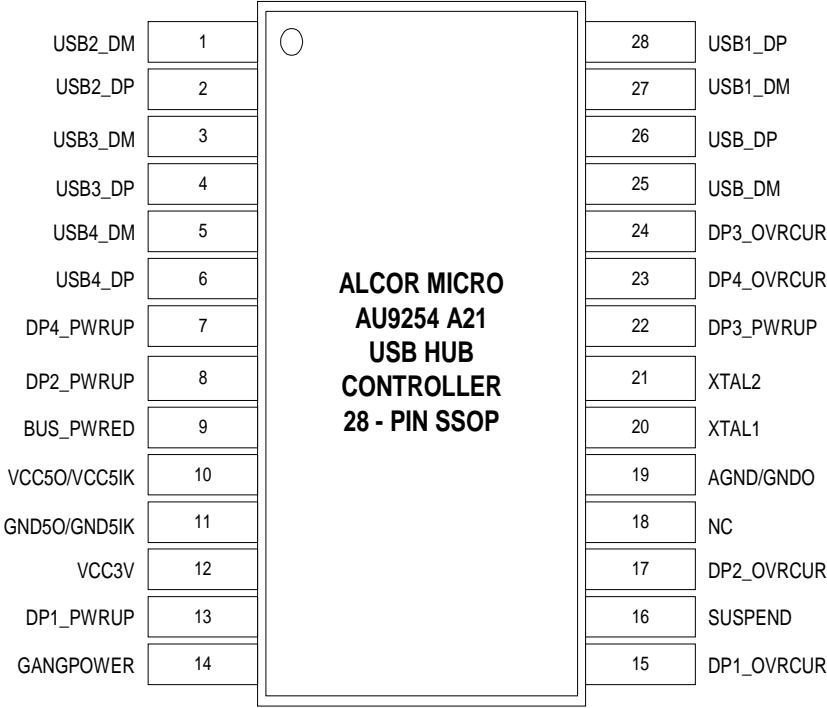 USB2_DM 1
USB2_DP 2
USB3_DM 3
USB3_DP 4
USB4_DM 5
USB4_DP 6
DP4_PWRUP 7
DP2_PWRUP 8
BUS_PWRED 9
VCC5O/VCC5IK 10
GND5O/GND5IK 11
VCC3V 12
DP1_PWRUP 13
GANGPOWER 14
ALCOR MICRO
AU9254 A21
USB HUB
CONTROLLER
28 - PIN SSOP
28 USB1_DP
27 USB1_DM
26 USB_DP
25 USB_DM
24 DP3_OVRCUR
23 DP4_OVRCUR
22 DP3_PWRUP
21 XTAL2
20 XTAL1
19 AGND/GNDO
18 NC
17 DP2_OVRCUR
16 SUSPEND
15 DP1_OVRCUR